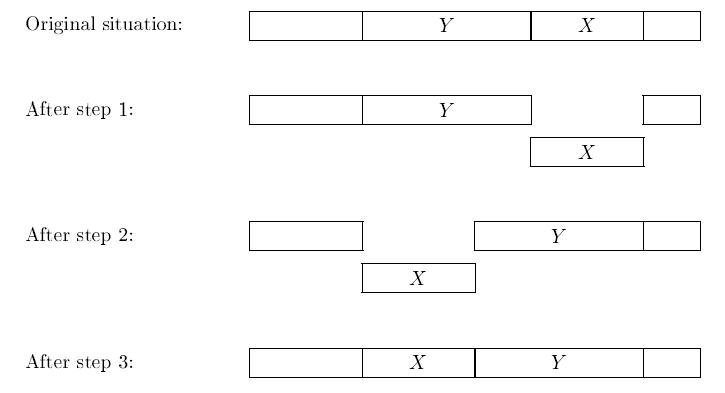 Original situation: Y X
After step 1: Y
X
After step 2: Y
X
After step 3: X Y